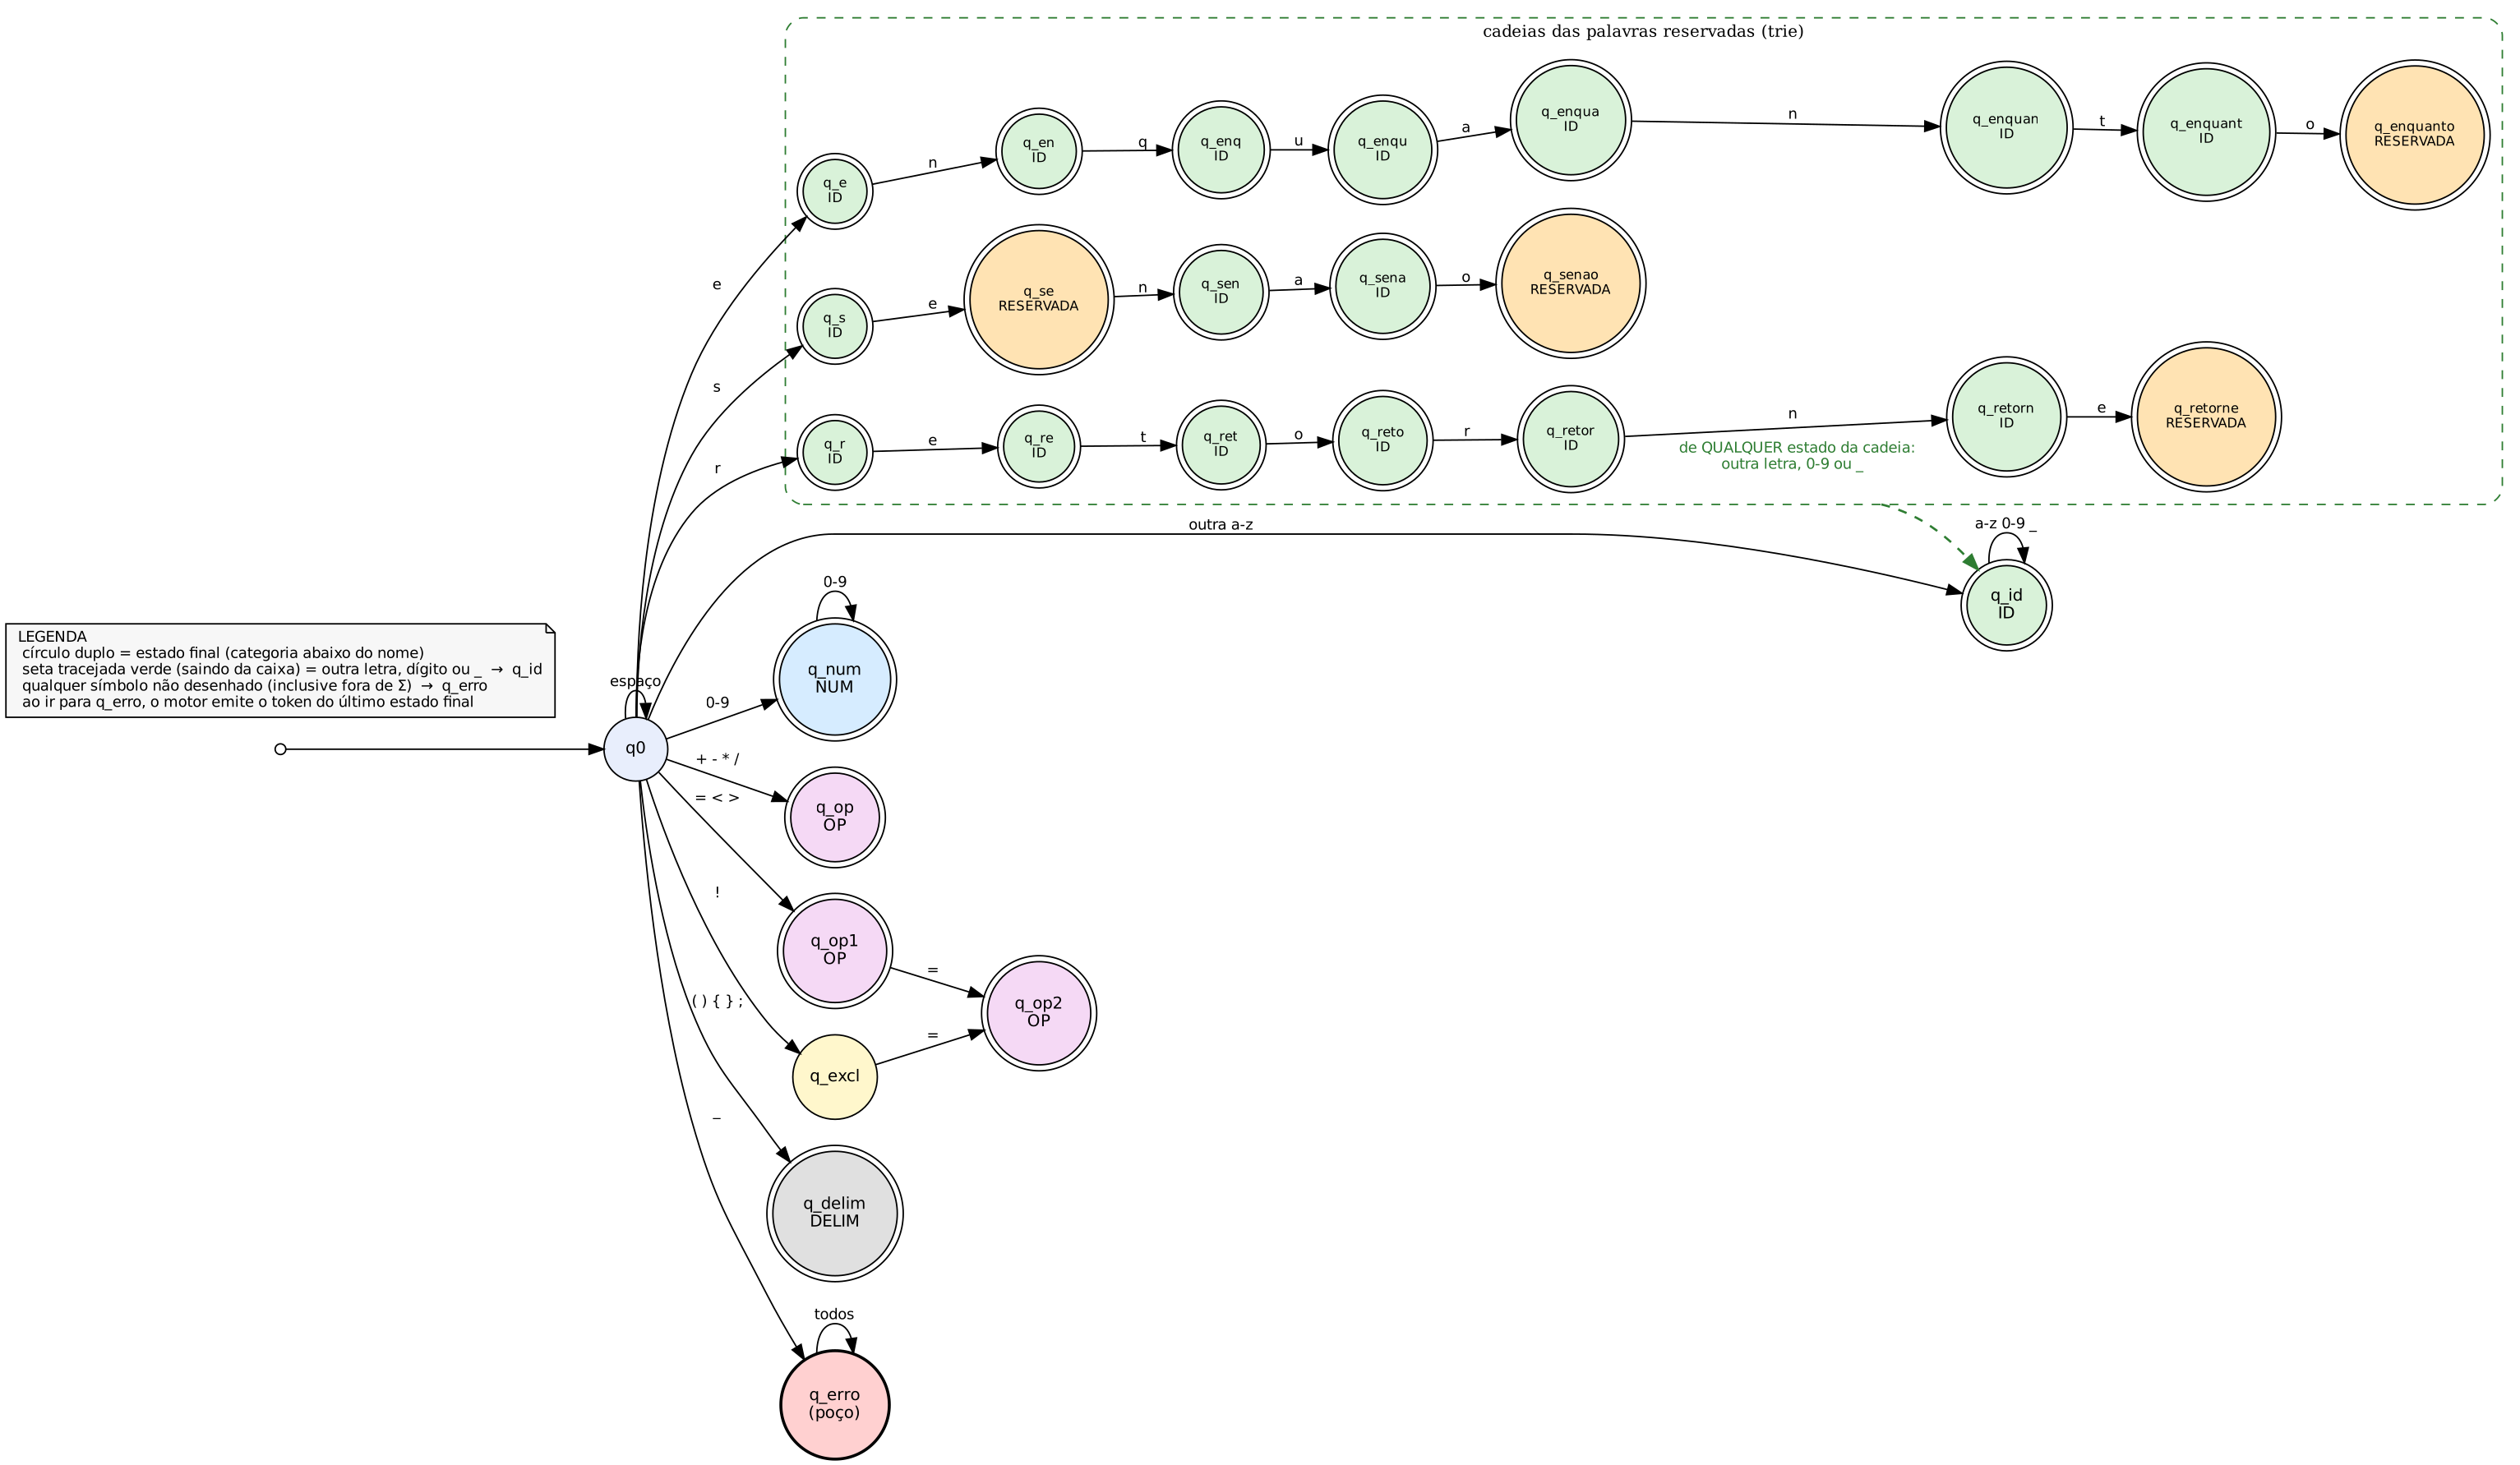 cadeias das palavras reservadas (trie)
q_e
ID
n
q_en
ID
q
q_enq
ID
u
q_enqu
ID
a
q_enqua
ID
n
q_enquan
ID
t
q_enquant
ID
o
q_enquanto
RESERVADA
e
q_s
ID
e
q_se
RESERVADA
n
q_sen
ID
a
q_sena
ID
o
q_senao
RESERVADA
s
q_r
ID
e
q_re
ID
t
q_ret
ID
o
q_reto
ID
r
q_retor
ID
n
q_retorn
ID
e
q_retorne
RESERVADA
r
de QUALQUER estado da cadeia:
outra letra, 0-9 ou _
outra a-z
a-z 0-9 _
q_id
ID
LEGENDA
círculo duplo = estado final (categoria abaixo do nome)
seta tracejada verde (saindo da caixa) = outra letra, dígito ou _ → q_id
qualquer símbolo não desenhado (inclusive fora de Σ) → q_erro
ao ir para q_erro, o motor emite o token do último estado final
espaço
q0
0-9
0-9
q_num
NUM
+ - * /
q_op
OP
= < >
q_op1
OP
=
!
q_excl
=
q_op2
OP
( ) { } ;
q_delim
DELIM
_
todos
q_erro
(poço)